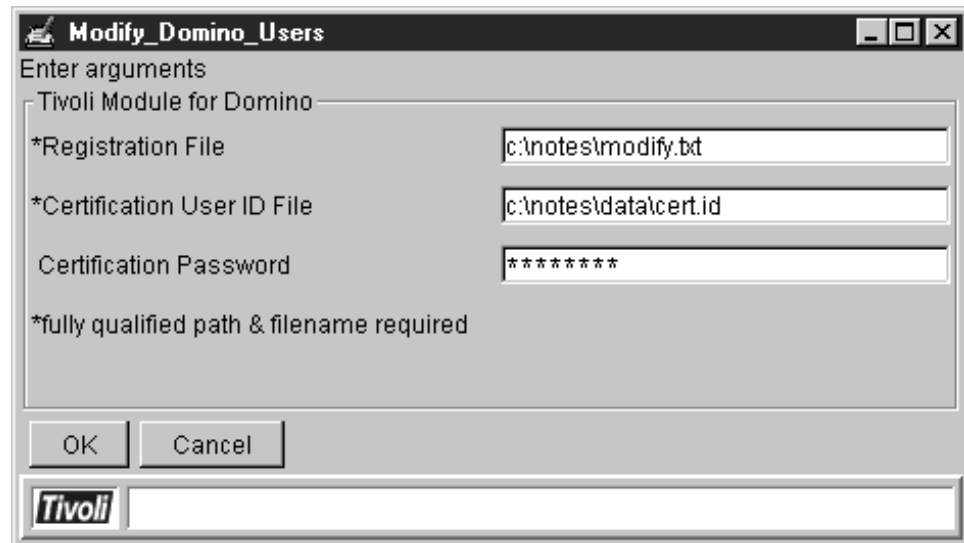 Modify_Domino_Users
Enter arguments
Tivoli Module for Domino
*Registration File c:\notes\modify.txt
*Certification User ID File c:\notes\data\cert.id
Certification Password ********
*fully qualified path & filename required
OK Cancel
Tivoli